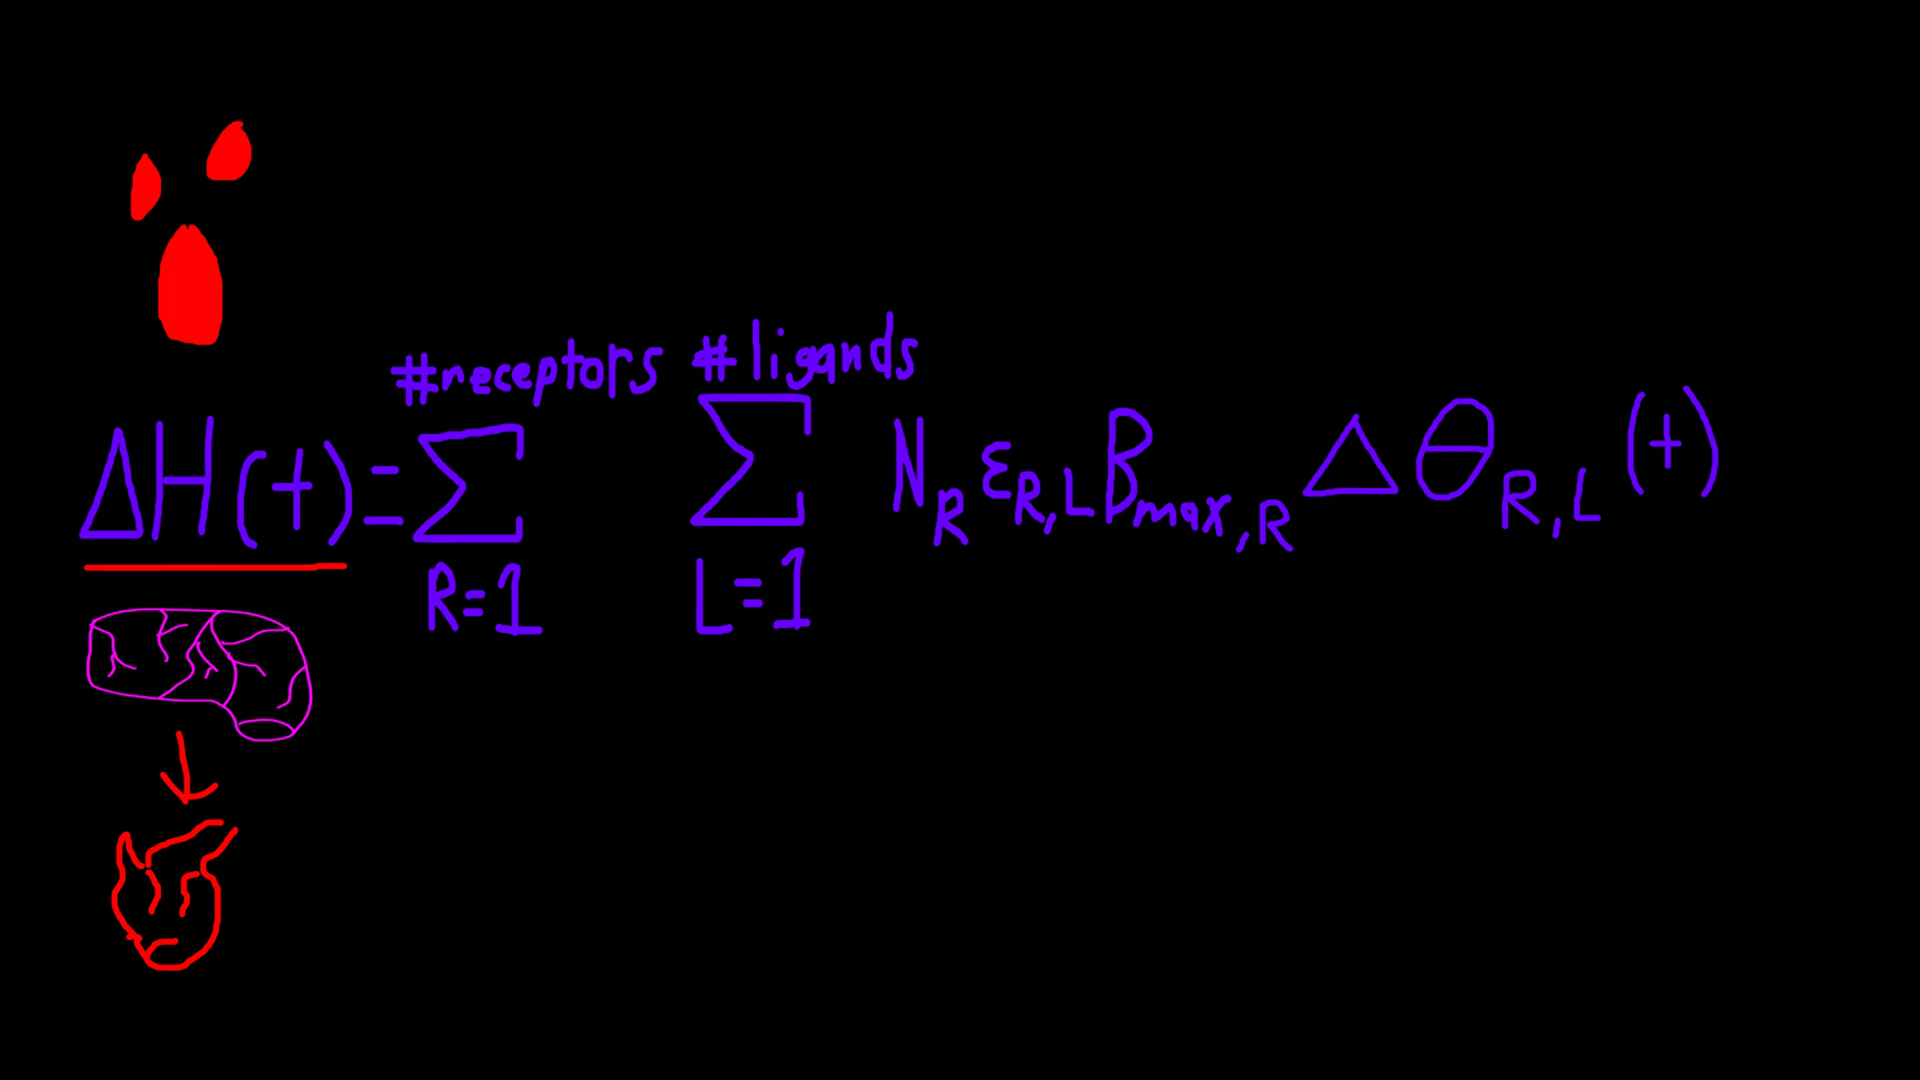 #receptors #ligands
ΔH(t)=∑ ∑ N_R ε_R,L B_max,R Δθ_R,L (t)
R=1 L=1